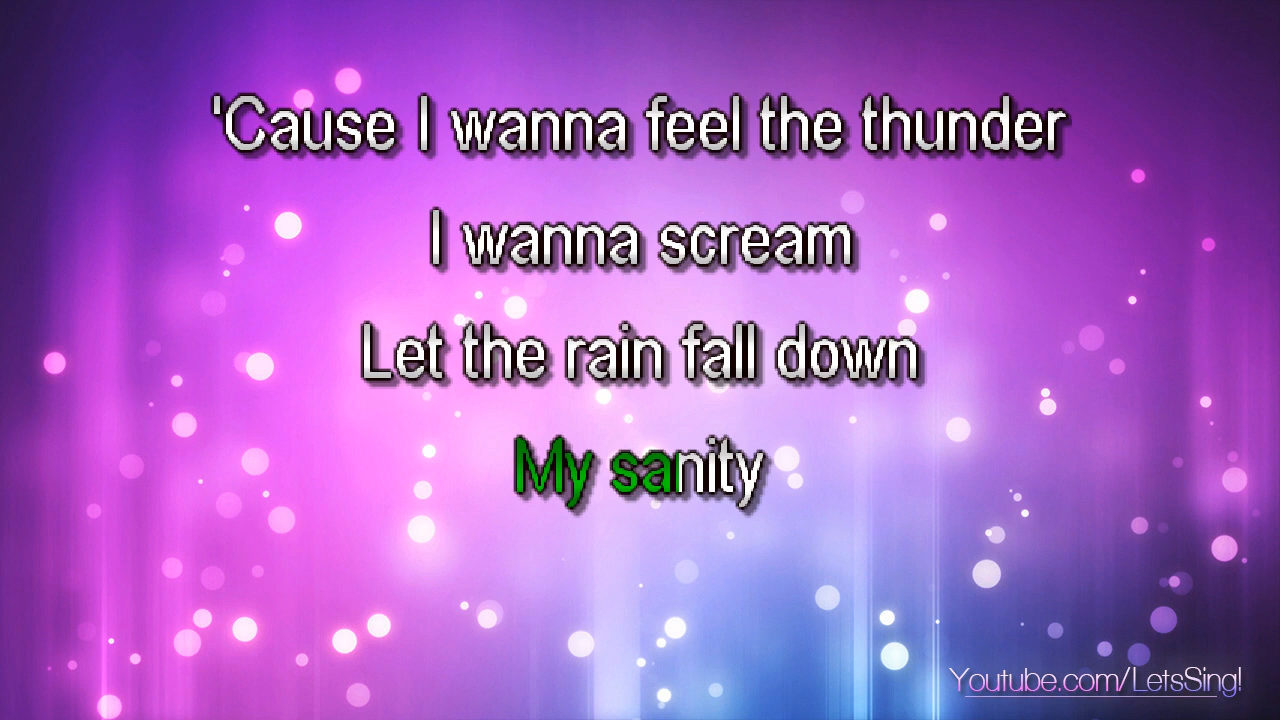 'Cause I wanna feel the thunder
I wanna scream
Let the rain fall down
My sanity
Youtube.com/LetsSing!